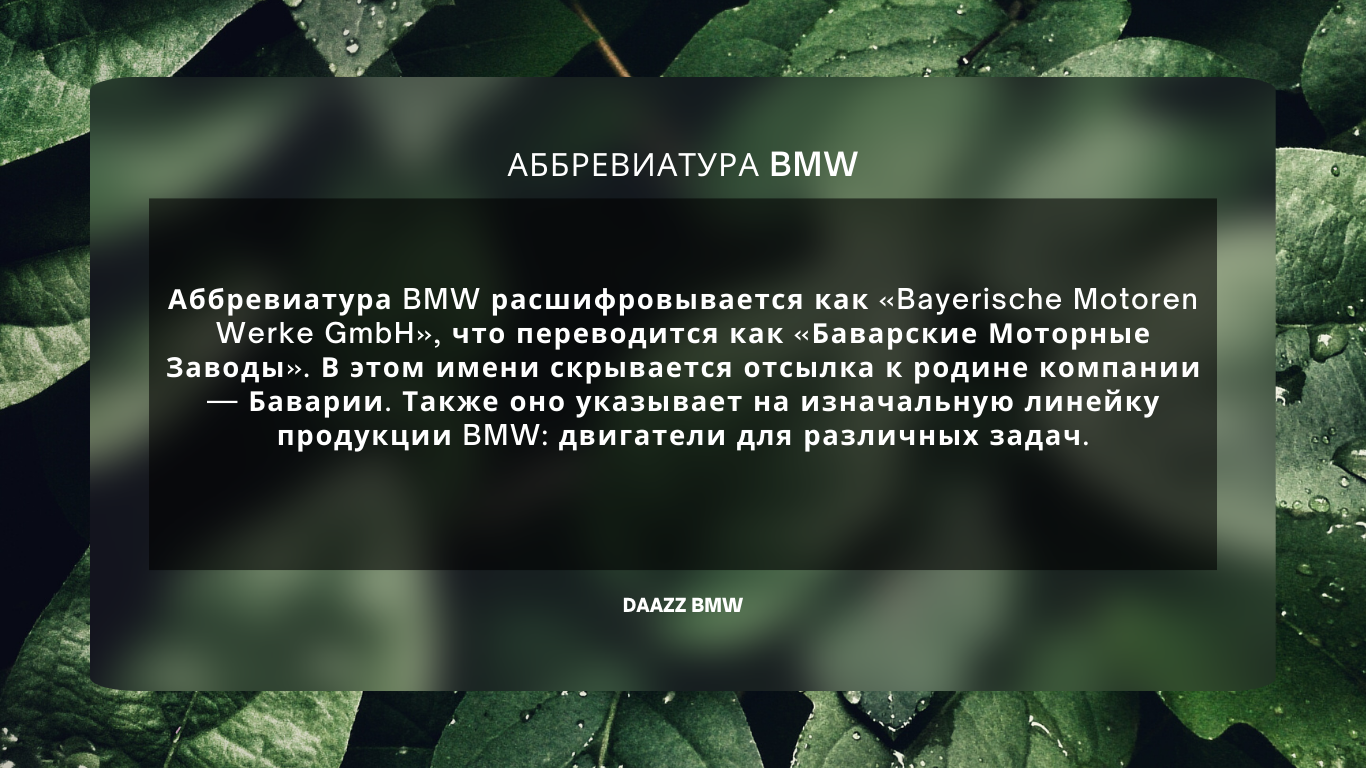 АББРЕВИАТУРА BMW
Аббревиатура BMW расшифровывается как «Bayerische Motoren
Werke GmbH», что переводится как «Баварские Моторные
Заводы». В этом имени скрывается отсылка к родине компании
— Баварии. Также оно указывает на изначальную линейку
продукции BMW: двигатели для различных задач.
DAAZZ BMW